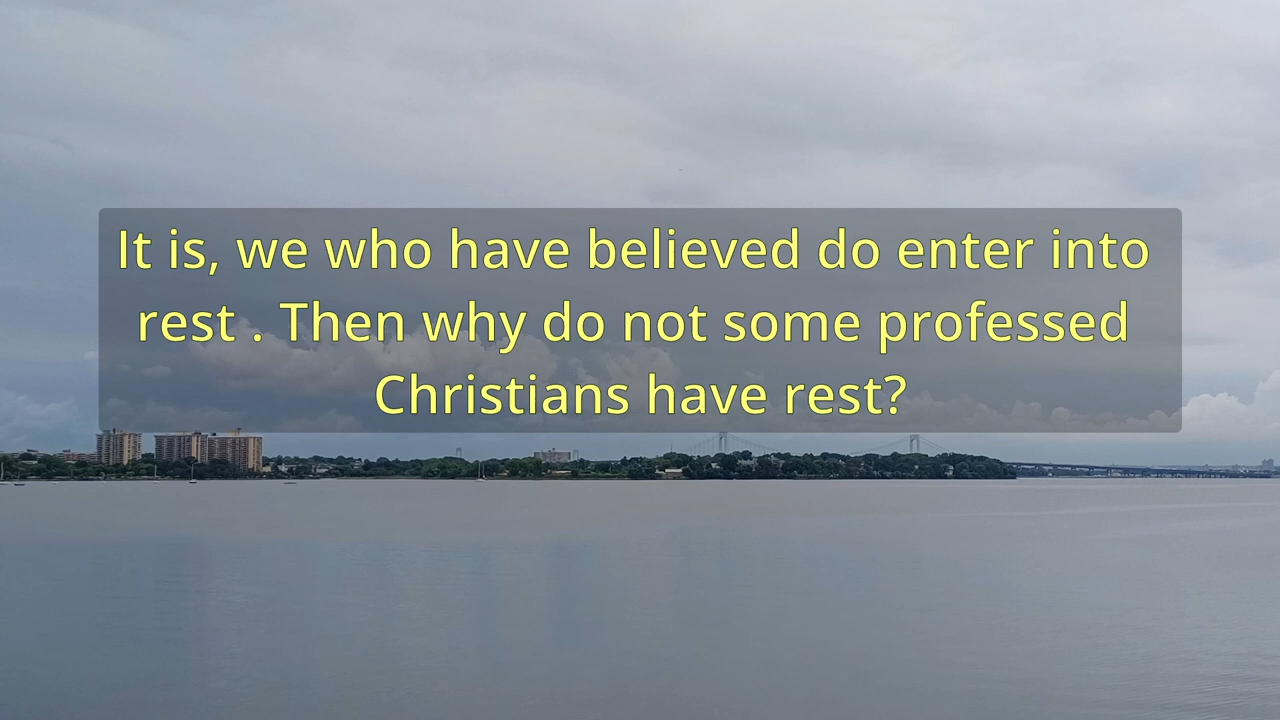 It is, we who have believed do enter into
rest . Then why do not some professed
Christians have rest?